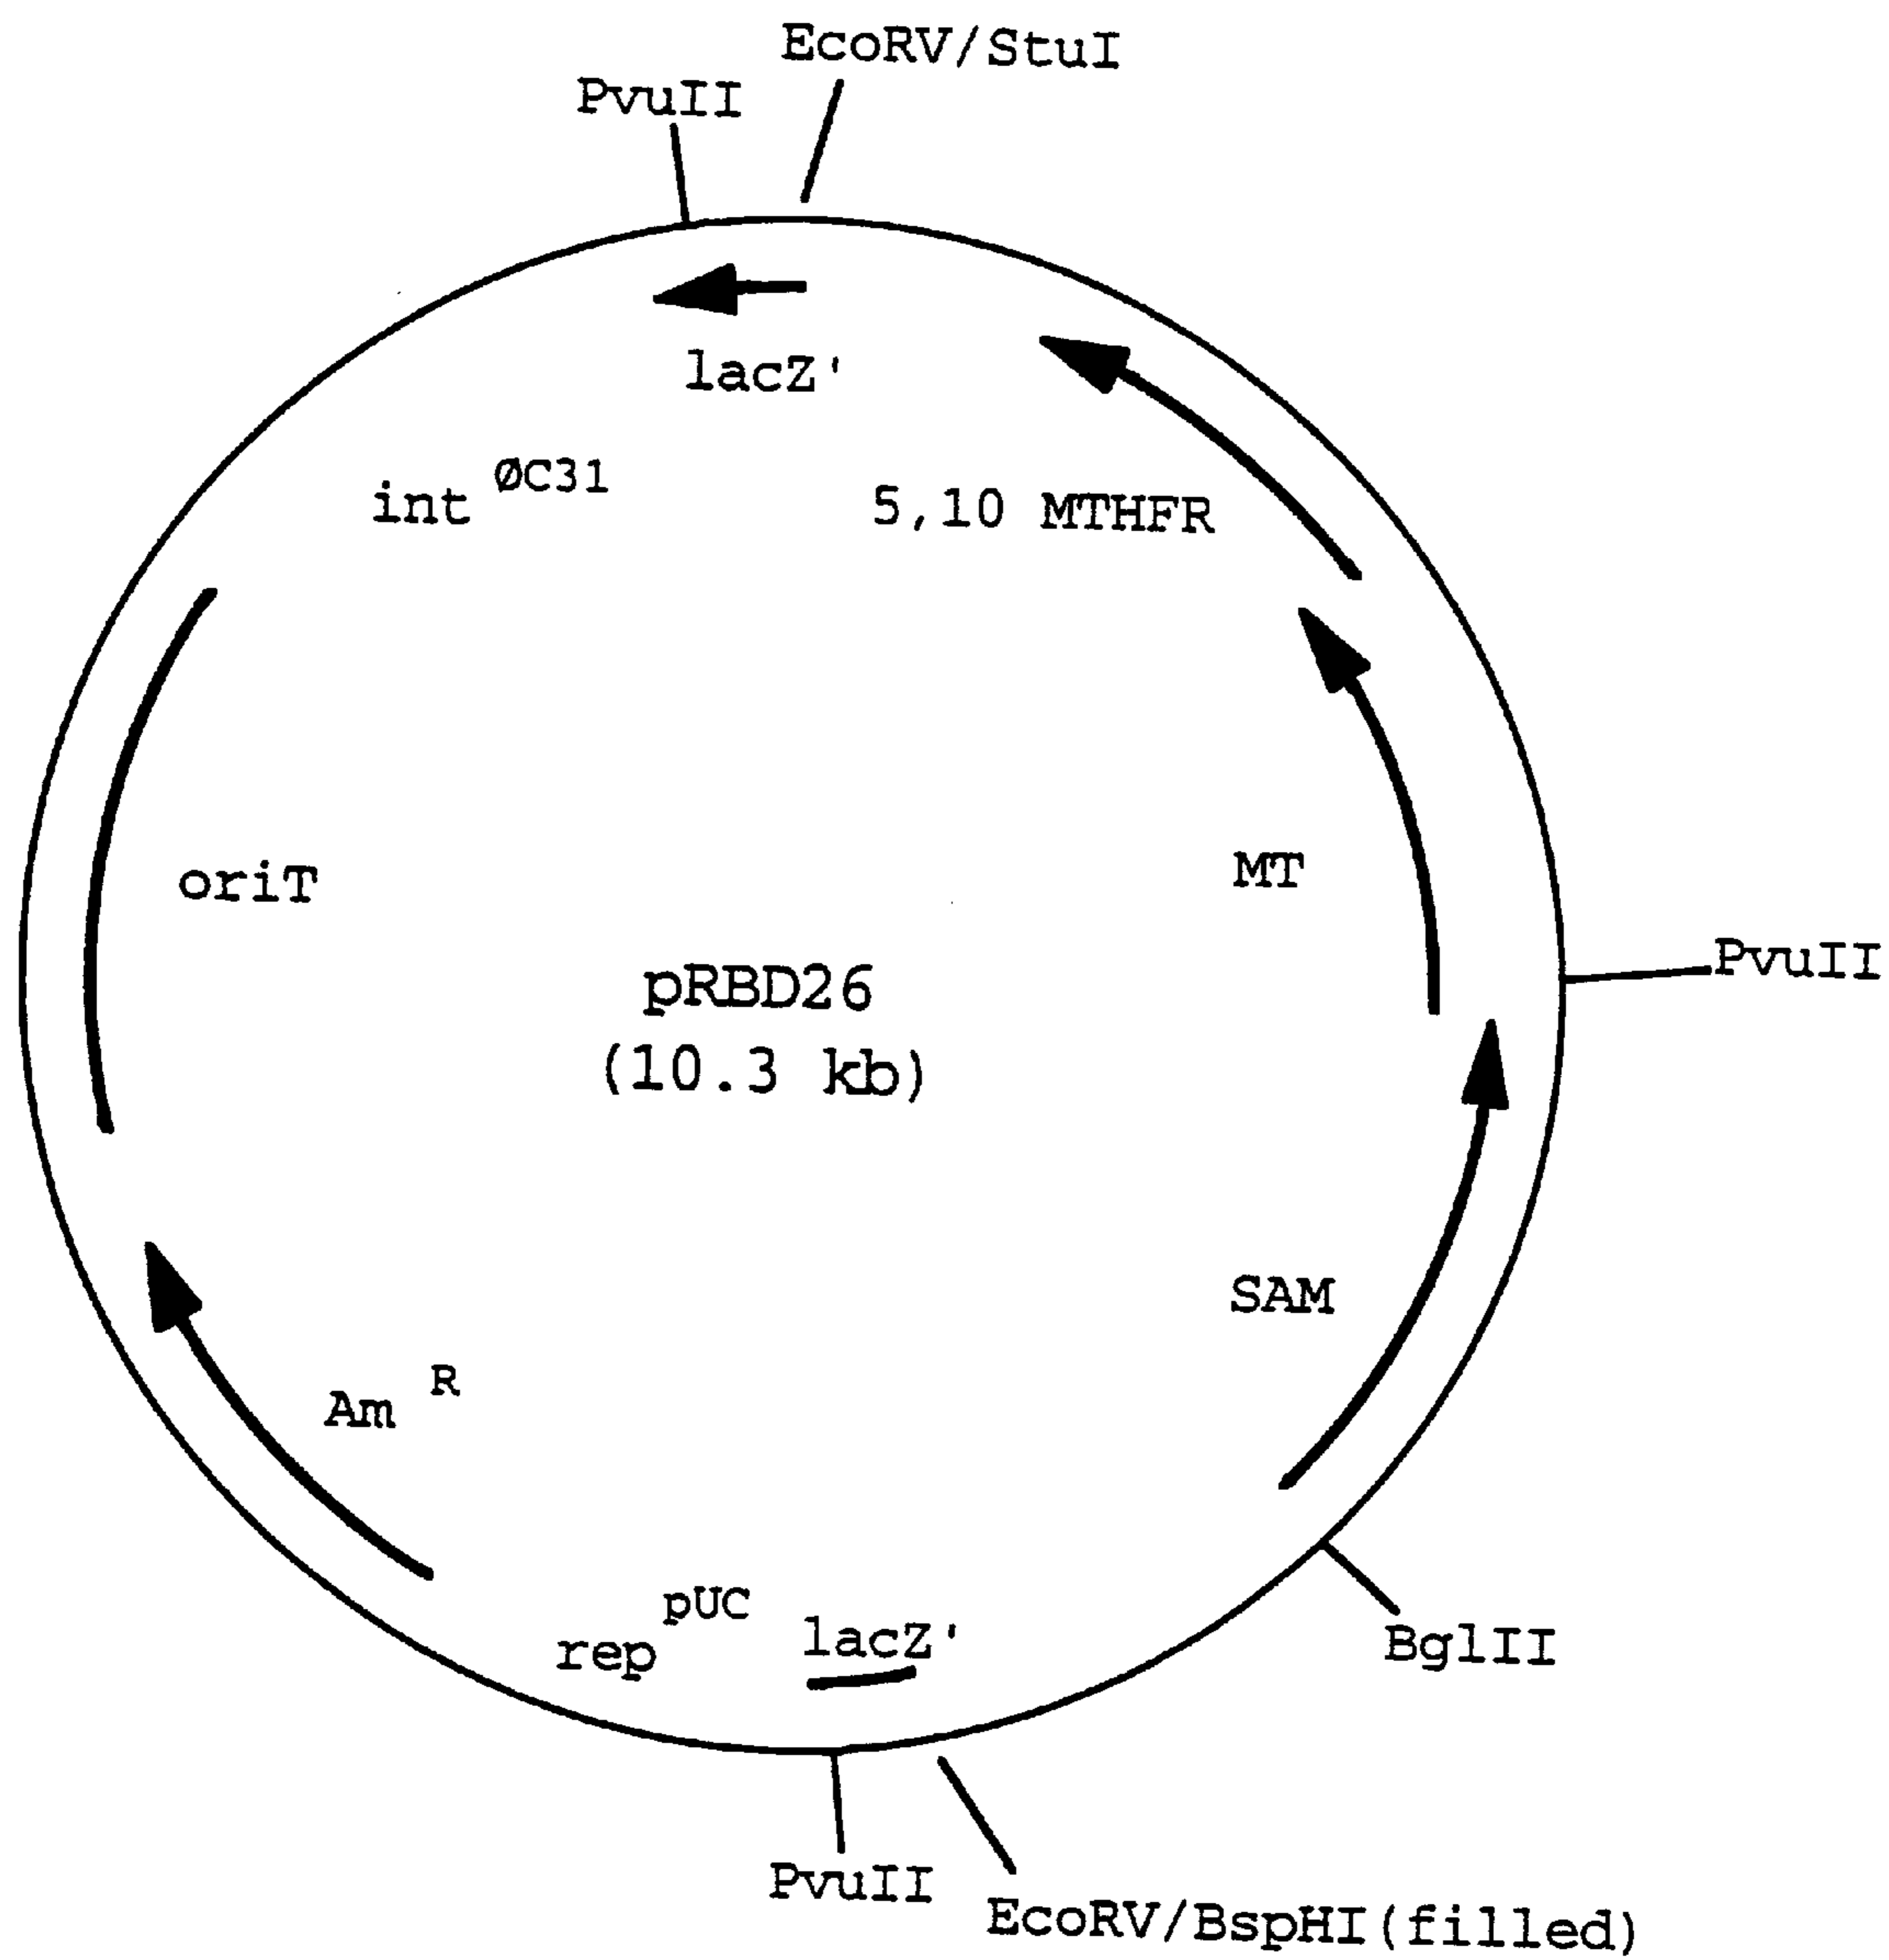 EcoRV/StuI
PvuII
lacZ'
int ØC31
5,10 MTHFR
oriT
MT
pRBD26
(10.3 kb)
PvuII
SAM
Am R
rep pUC
lacZ'
BglII
PvuII
EcoRV/BspHI(filled)